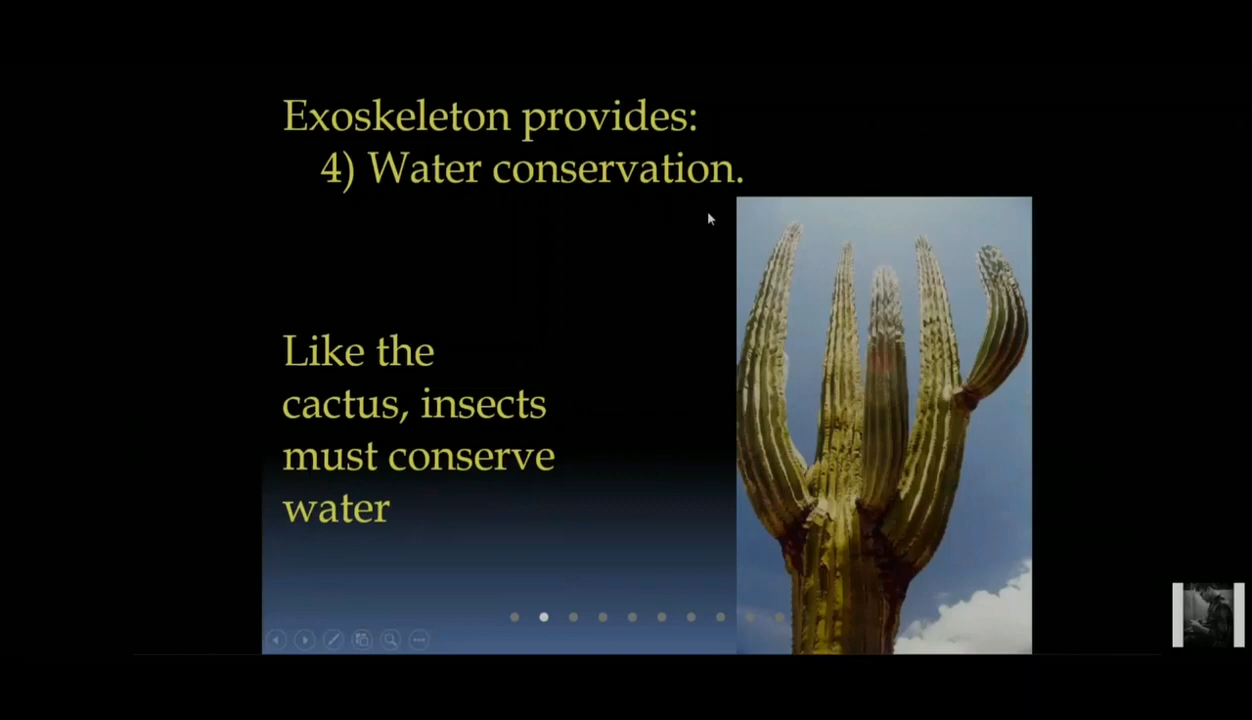 Exoskeleton provides:
4) Water conservation.
Like the
cactus, insects
must conserve
water